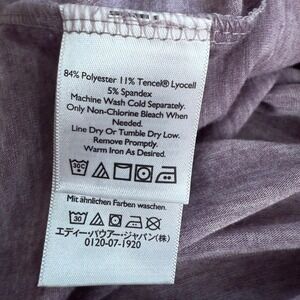 84% Polyester 11% Tencel® Lyocell
5% Spandex
Machine Wash Cold Separately.
Only Non-Chlorine Bleach When
Needed.
Line Dry Or Tumble Dry Low.
Remove Promptly.
Warm Iron As Desired.
30C
Mit ähnlichen Farben waschen.
30
エディー・バウアー・ジャパン(株)
0120-07-1920